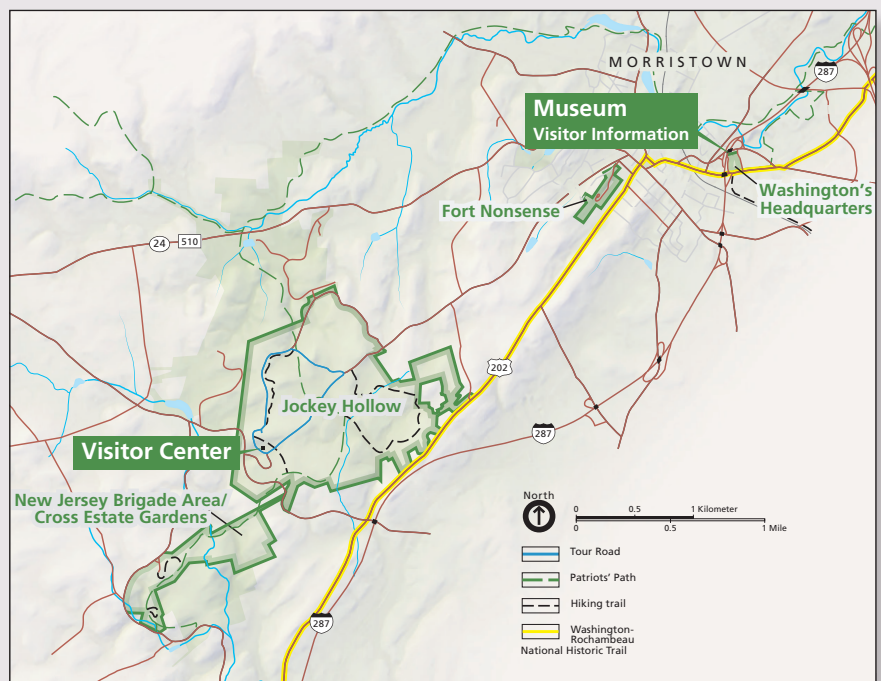 MORRISTOWN
287
Museum
Visitor Information
Washington's
Headquarters
Fort Nonsense
24
510
202
Jockey Hollow
287
Visitor Center
New Jersey Brigade Area/
Cross Estate Gardens
North
0 0.5 1 Kilometer
0 0.5 1 Mile
Tour Road
Patriots' Path
Hiking trail
Washington-
Rochambeau
National Historic Trail
287